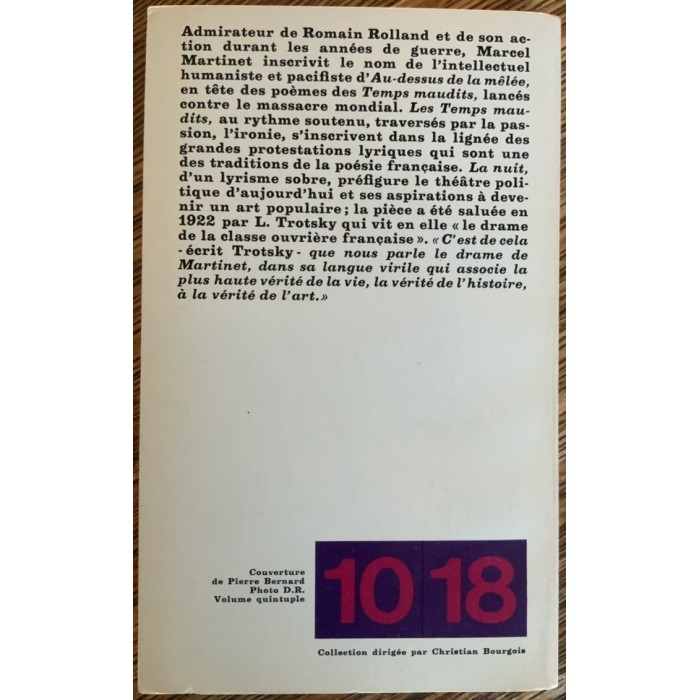 Admirateur de Romain Rolland et de son ac-
tion durant les années de guerre, Marcel
Martinet inscrivit le nom de l'intellectuel
humaniste et pacifiste d'Au-dessus de la mêlée,
en tête des poèmes des Temps maudits, lancés
contre le massacre mondial. Les Temps mau-
dits, au rythme soutenu, traversés par la pas-
sion, l'ironie, s'inscrivent dans la lignée des
grandes protestations lyriques qui sont une
des traditions de la poésie française. La nuit,
d'un lyrisme sobre, préfigure le théâtre poli-
tique d'aujourd'hui et ses aspirations à deve-
nir un art populaire ; la pièce a été saluée en
1922 par L. Trotsky qui vit en elle « le drame
de la classe ouvrière française ». « C'est de cela
- écrit Trotsky - que nous parle le drame de
Martinet, dans sa langue virile qui associe la
plus haute vérité de la vie, la vérité de l'histoire,
à la vérité de l'art. »
Couverture
de Pierre Bernard
Photo D.R.
Volume quintuple
10 18
Collection dirigée par Christian Bourgois